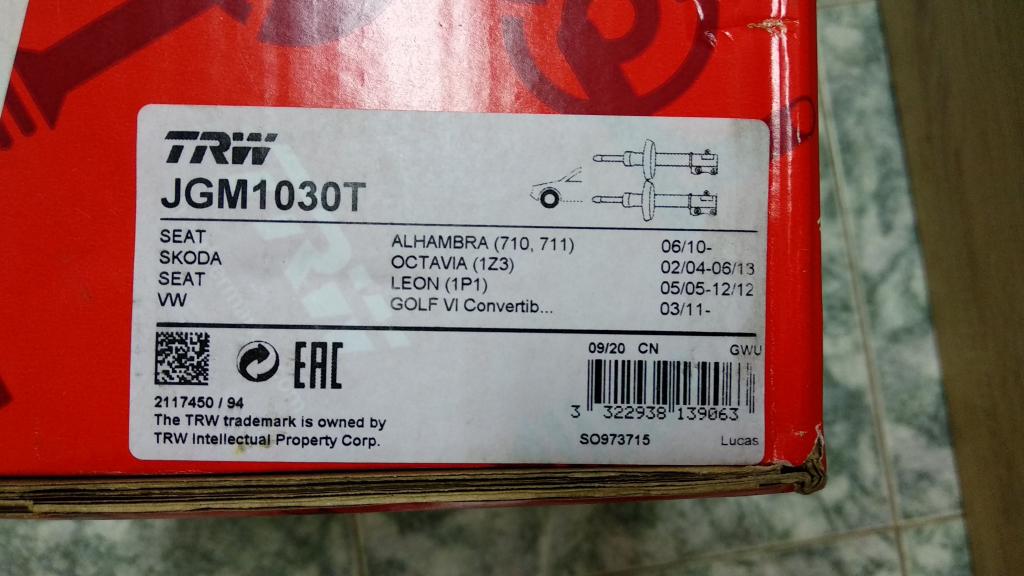 TRW
JGM1030T
SEAT ALHAMBRA (710, 711) 06/10-
SKODA OCTAVIA (1Z3) 02/04-06/13
SEAT LEON (1P1) 05/05-12/12
VW GOLF VI Convertib... 03/11-
09/20 CN GWU
EAC
3 322938 139063
2117450 / 94
The TRW trademark is owned by
TRW Intellectual Property Corp.
SO973715 Lucas